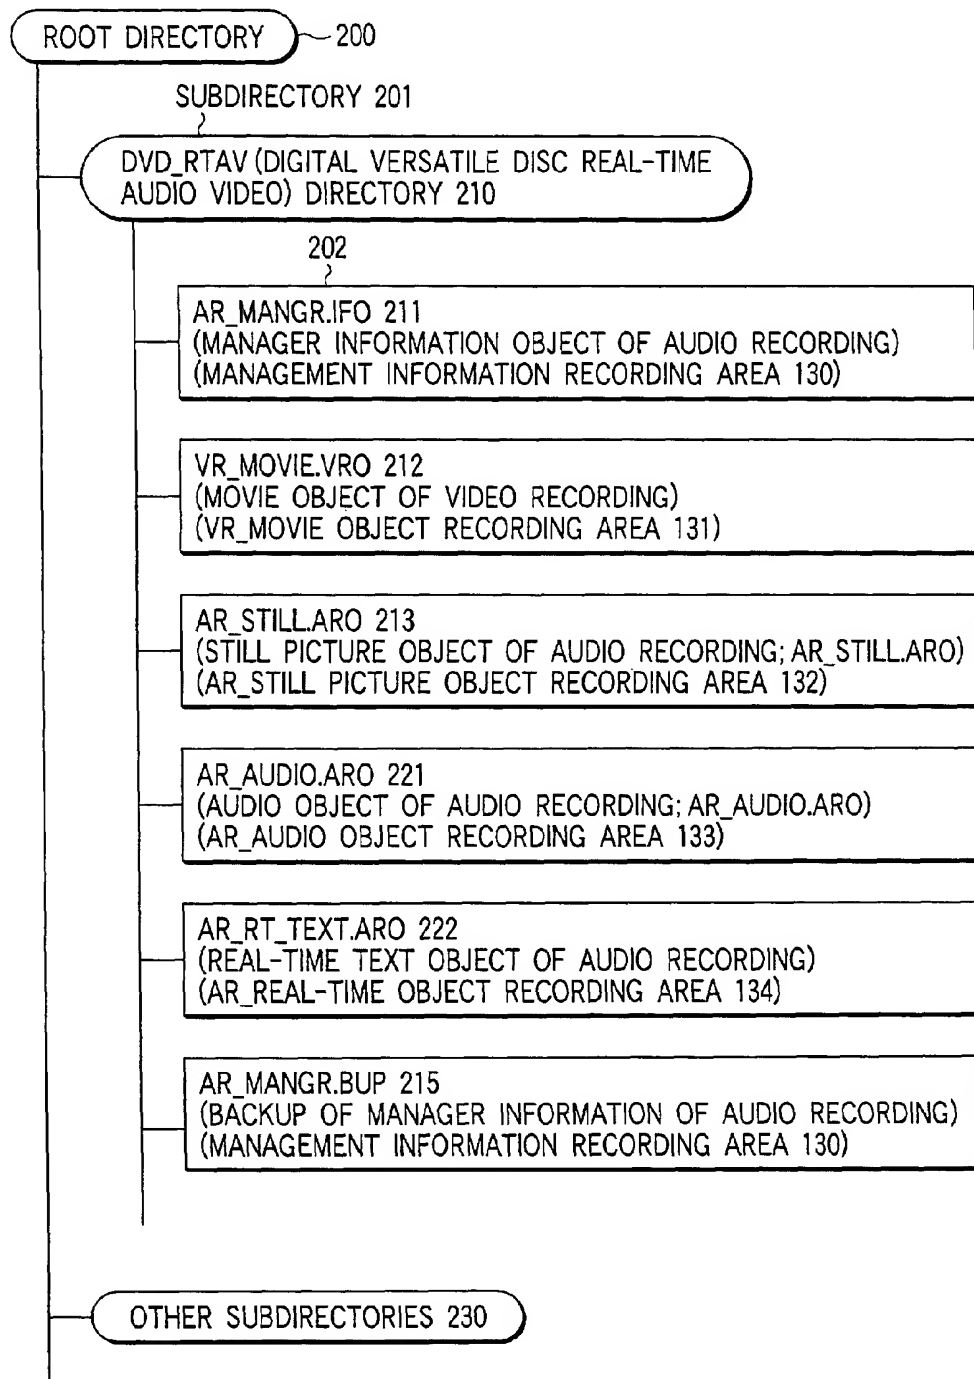 ROOT DIRECTORY 200
SUBDIRECTORY 201
DVD_RTAV (DIGITAL VERSATILE DISC REAL-TIME
AUDIO VIDEO) DIRECTORY 210
202
AR_MANGR.IFO 211
(MANAGER INFORMATION OBJECT OF AUDIO RECORDING)
(MANAGEMENT INFORMATION RECORDING AREA 130)
VR_MOVIE.VRO 212
(MOVIE OBJECT OF VIDEO RECORDING)
(VR_MOVIE OBJECT RECORDING AREA 131)
AR_STILL.ARO 213
(STILL PICTURE OBJECT OF AUDIO RECORDING; AR_STILL.ARO)
(AR_STILL PICTURE OBJECT RECORDING AREA 132)
AR_AUDIO.ARO 221
(AUDIO OBJECT OF AUDIO RECORDING; AR_AUDIO.ARO)
(AR_AUDIO OBJECT RECORDING AREA 133)
AR_RT_TEXT.ARO 222
(REAL-TIME TEXT OBJECT OF AUDIO RECORDING)
(AR_REAL-TIME OBJECT RECORDING AREA 134)
AR_MANGR.BUP 215
(BACKUP OF MANAGER INFORMATION OF AUDIO RECORDING)
(MANAGEMENT INFORMATION RECORDING AREA 130)
OTHER SUBDIRECTORIES 230